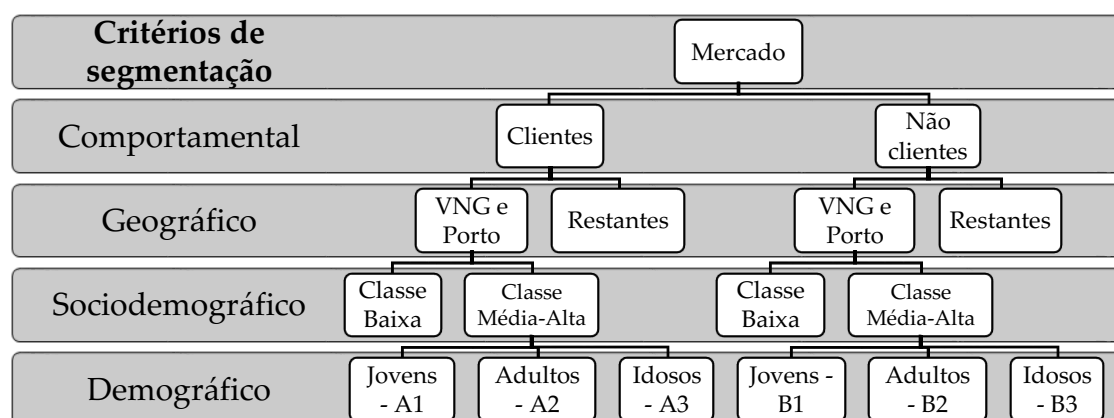 Critérios de
segmentação
Mercado
Comportamental
Clientes
Não
clientes
Geográfico
VNG e
Porto
Restantes
VNG e
Porto
Restantes
Sociodemográfico
Classe
Baixa
Classe
Média-Alta
Classe
Baixa
Classe
Média-Alta
Demográfico
Jovens
- A1
Adultos
- A2
Idosos
- A3
Jovens -
B1
Adultos
- B2
Idosos
- B3